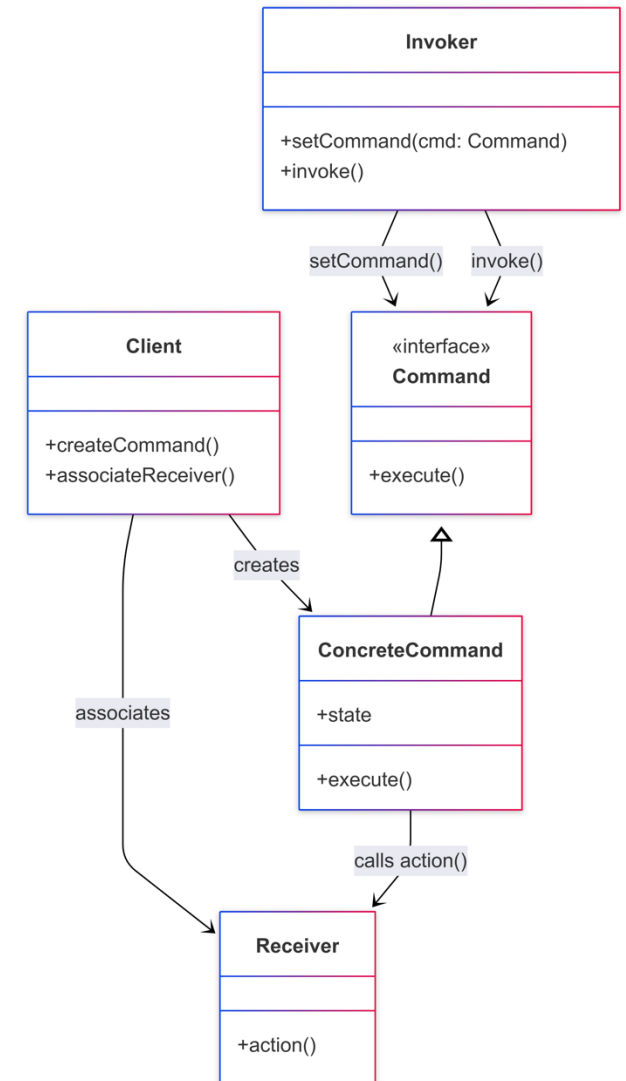 Invoker
+setCommand(cmd: Command)
+invoke()
setCommand()
invoke()
Client
+createCommand()
+associateReceiver()
«interface»
Command
+execute()
creates
ConcreteCommand
+state
+execute()
associates
calls action()
Receiver
+action()